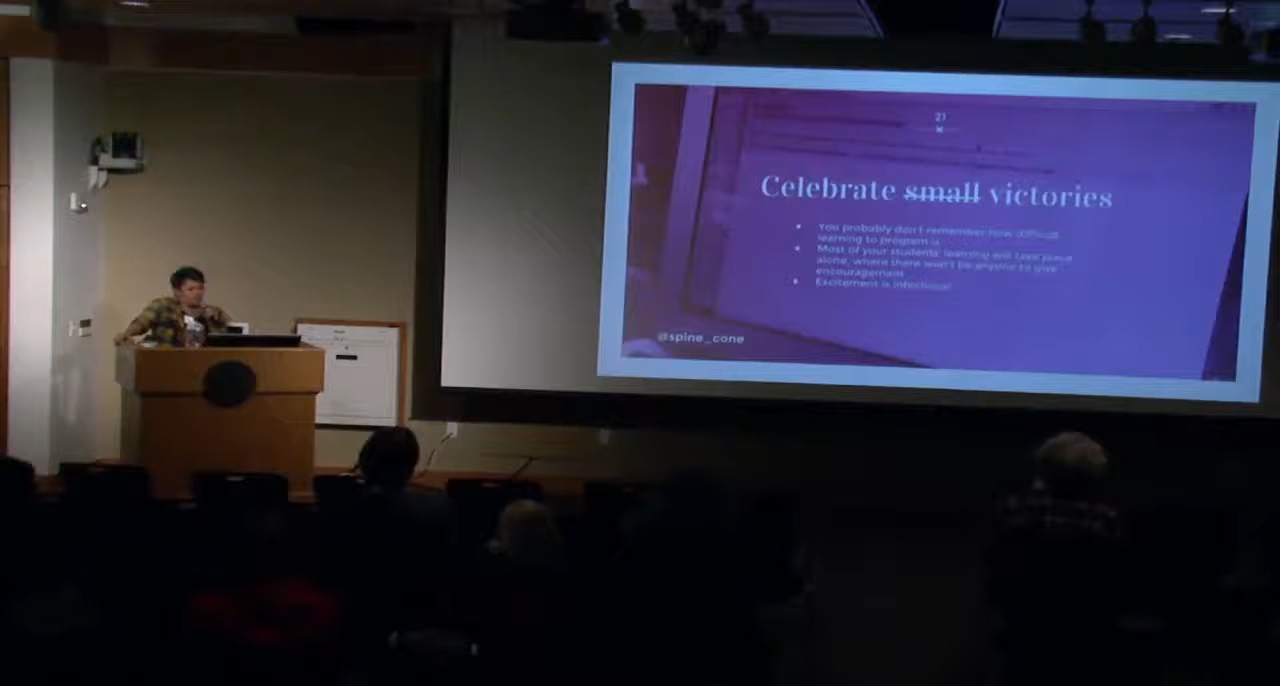 21
Celebrate small victories
• You probably don't remember how difficult
learning to program is
• Most of your students' learning will take place
alone, where there won't be anyone to give
encouragement
• Excitement is infectious!
@spine_cone